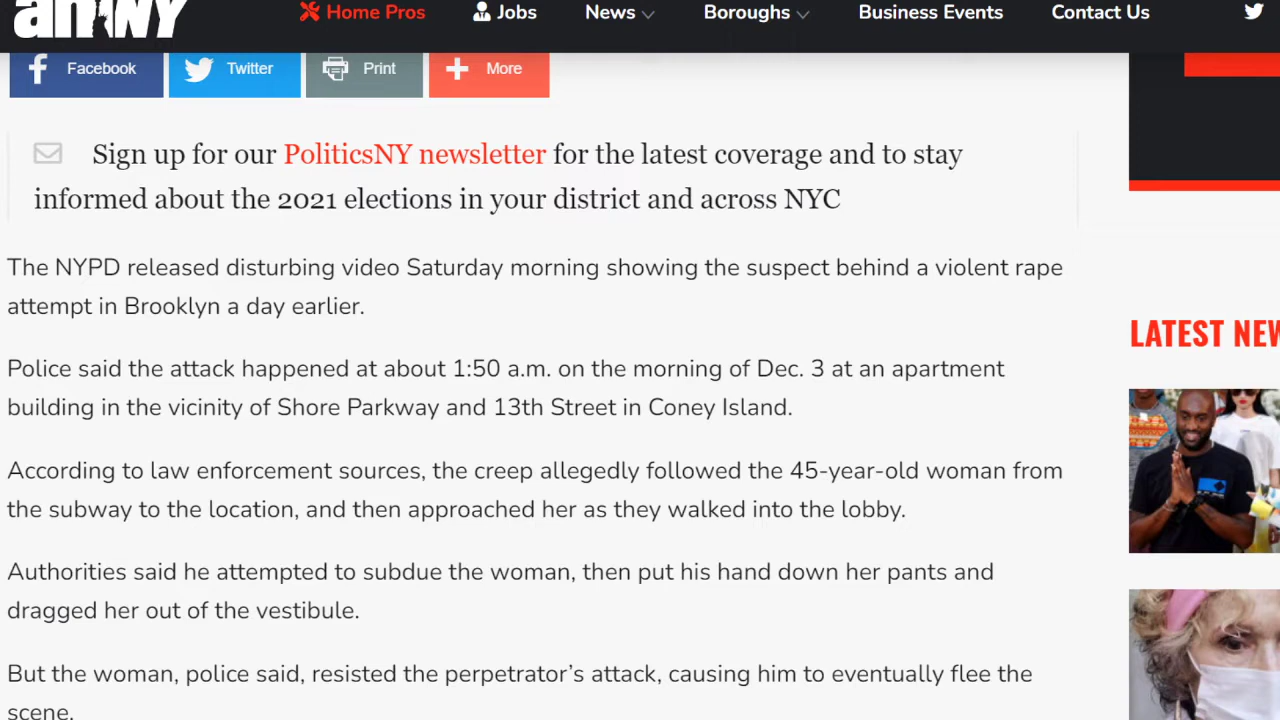 amNY
Home Pros Jobs News Boroughs Business Events Contact Us
Facebook Twitter Print More
Sign up for our PoliticsNY newsletter for the latest coverage and to stay
informed about the 2021 elections in your district and across NYC
The NYPD released disturbing video Saturday morning showing the suspect behind a violent rape
attempt in Brooklyn a day earlier.
LATEST NEW
Police said the attack happened at about 1:50 a.m. on the morning of Dec. 3 at an apartment
building in the vicinity of Shore Parkway and 13th Street in Coney Island.
According to law enforcement sources, the creep allegedly followed the 45-year-old woman from
the subway to the location, and then approached her as they walked into the lobby.
Authorities said he attempted to subdue the woman, then put his hand down her pants and
dragged her out of the vestibule.
But the woman, police said, resisted the perpetrator’s attack, causing him to eventually flee the
scene.